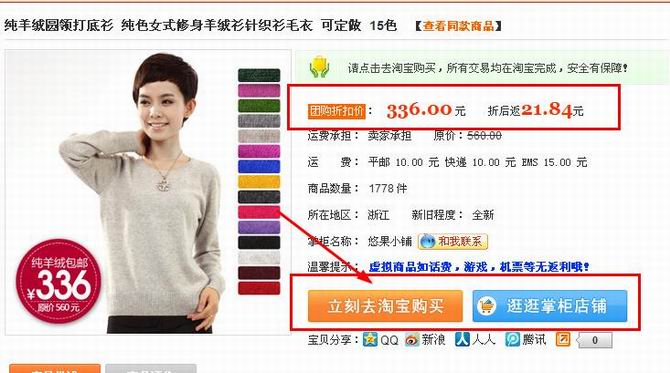 纯羊绒圆领打底衫 纯色女式修身羊绒衫针织衫毛衣 可定做 15色 【查看同款商品】
请点击去淘宝购买，所有交易均在淘宝完成，安全有保障！
团购折扣价： 336.00 元 折后返 21.84 元
运费承担： 卖家承担 原价：560.00
运 费： 平邮 10.00 元 快递 10.00 元 EMS 15.00 元
商品数量： 1778 件
所在地区： 浙江 新旧程度： 全新
掌柜名称： 悠果小铺 和我联系
温馨提示： 虚拟商品如话费，游戏，机票等无返利哦！
纯羊绒包邮
¥336
原价560元
立刻去淘宝购买 逛逛掌柜店铺
宝贝分享： QQ 新浪 人人 腾讯 0